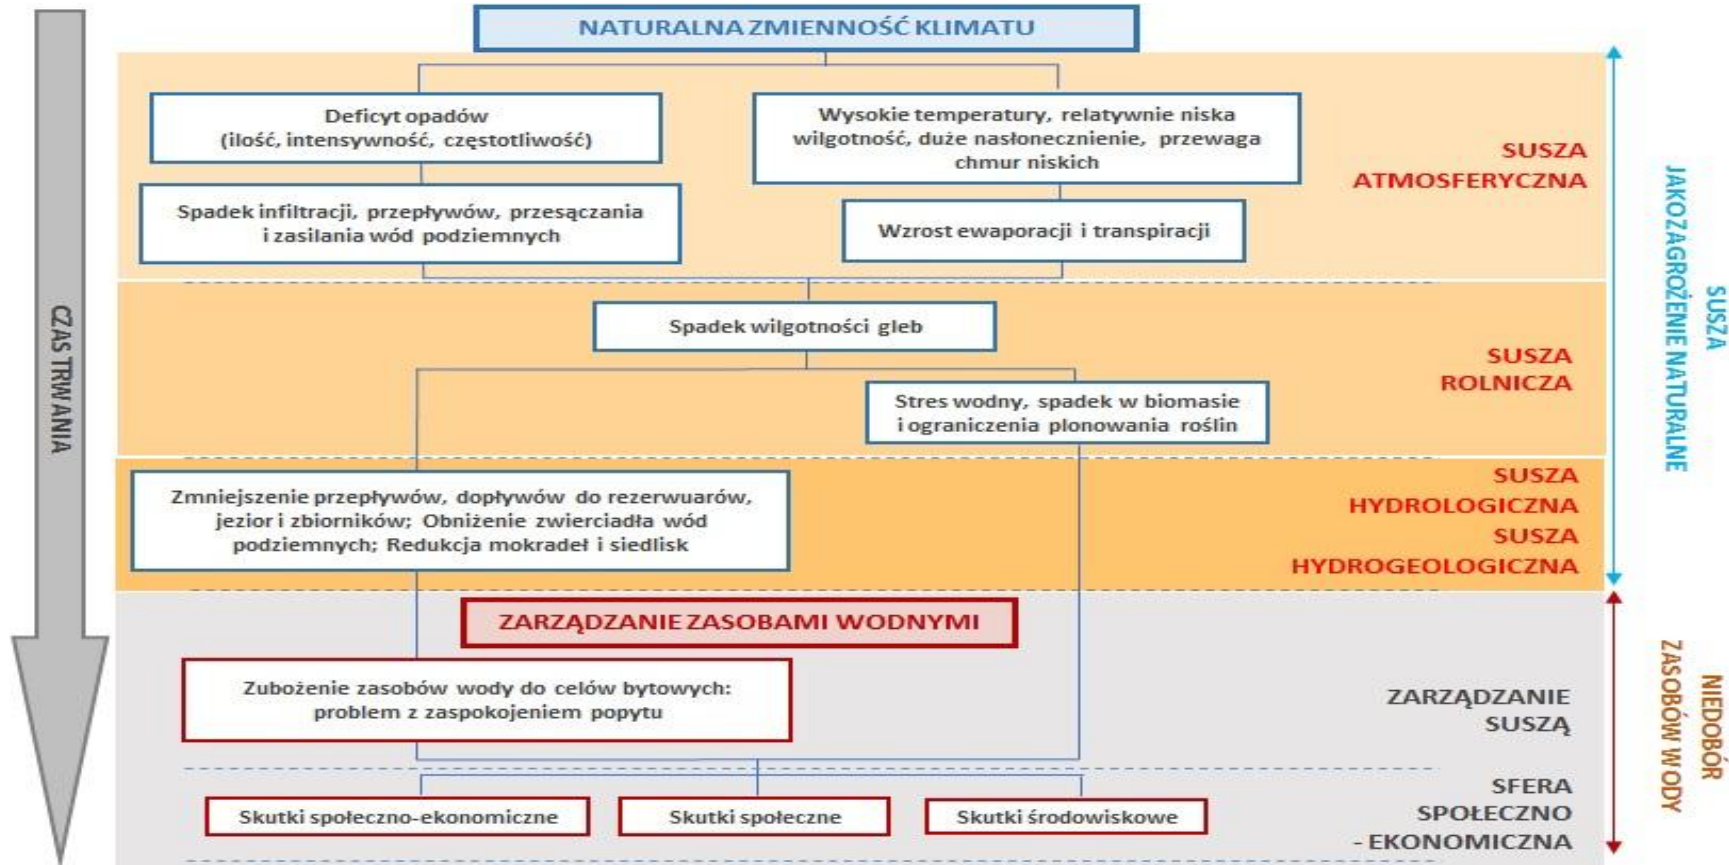 NATURALNA ZMIENNOŚĆ KLIMATU
Deficyt opadów
(ilość, intensywność, częstotliwość)
Wysokie temperatury, relatywnie niska
wilgotność, duże nasłonecznienie, przewaga
chmur niskich
SUSZA
ATMOSFERYCZNA
Spadek infiltracji, przepływów, przesączania
i zasilania wód podziemnych
Wzrost ewaporacji i transpiracji
Spadek wilgotności gleb
SUSZA
ROLNICZA
Stres wodny, spadek w biomasie
i ograniczenia plonowania roślin
Zmniejszenie przepływów, dopływów do rezerwuarów,
jezior i zbiorników; Obniżenie zwierciadła wód
podziemnych; Redukcja mokradeł i siedlisk
SUSZA
HYDROLOGICZNA
SUSZA
HYDROGEOLOGICZNA
ZARZĄDZANIE ZASOBAMI WODNYMI
Zubożenie zasobów wody do celów bytowych:
problem z zaspokojeniem popytu
ZARZĄDZANIE
SUSZĄ
Skutki społeczno-ekonomiczne
Skutki społeczne
Skutki środowiskowe
SFERA
SPOŁECZNO
- EKONOMICZNA
CZAS TRWANIA
SUSZA
JAKO ZAGROŻENIE NATURALNE
NIEDOBÓR
ZASOBÓW WODY